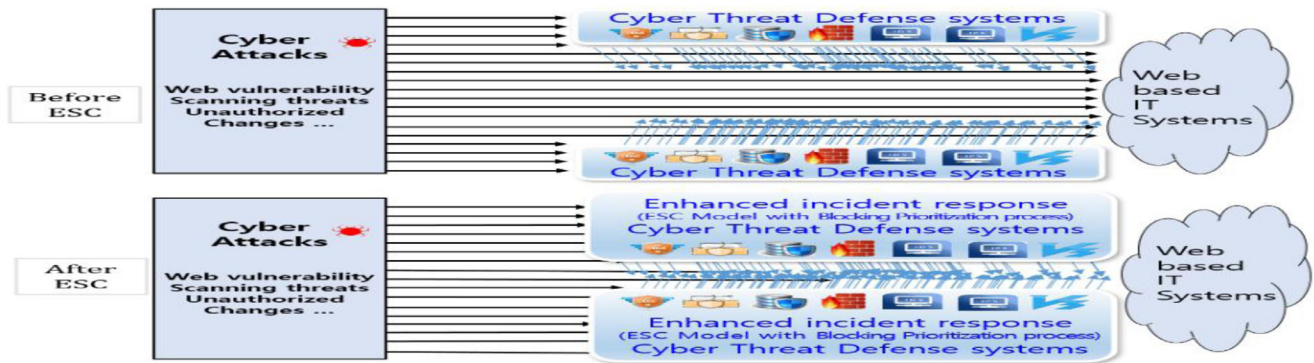 Before
ESC
Cyber
Attacks
Web vulnerability
Scanning threats
Unauthorized
Changes ...
Cyber Threat Defense systems
Cyber Threat Defense systems
Web
based
IT
Systems
After
ESC
Cyber
Attacks
Web vulnerability
Scanning threats
Unauthorized
Changes ...
Enhanced incident response
(ESC Model with Blocking Prioritization process)
Cyber Threat Defense systems
Enhanced incident response
(ESC Model with Blocking Prioritization process)
Cyber Threat Defense systems
Web
based
IT
Systems